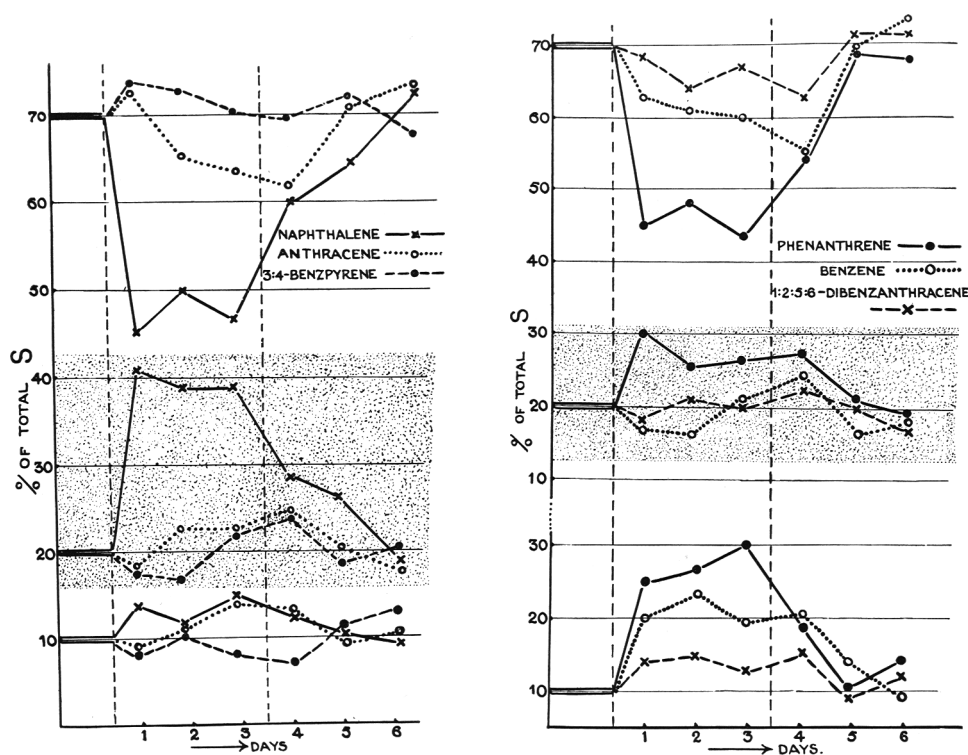 70
60
NAPHTHALENE
ANTHRACENE
3:4-BENZPYRENE
50
% OF TOTAL S
40
30
20
10
1 2 3 4 5 6
DAYS
70
60
50
PHENANTHRENE
40
BENZENE
1:2:5:6-DIBENZANTHRACENE
% OF TOTAL S
30
20
10
30
20
10
1 2 3 4 5 6
DAYS.